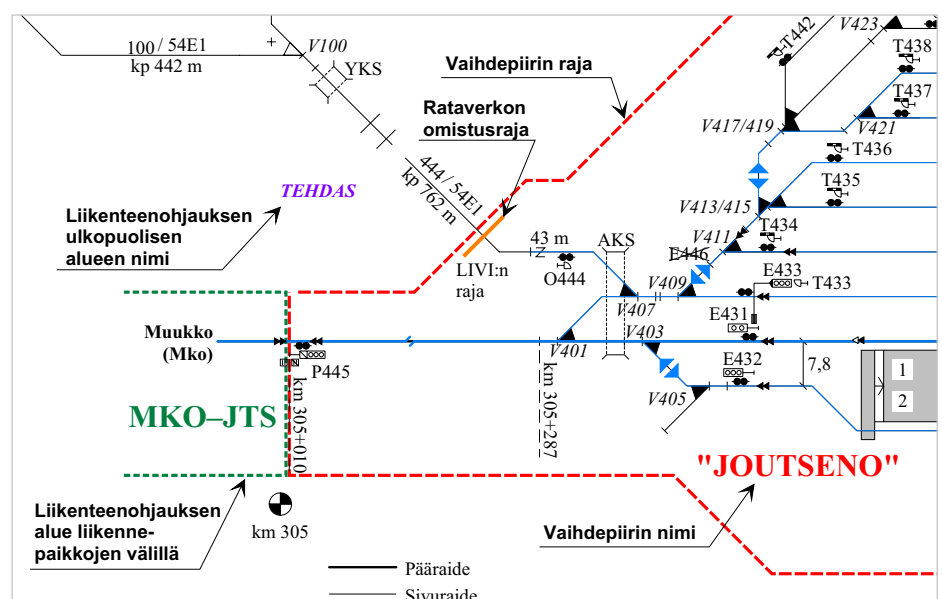 100 / 54E1
kp 442 m
+
V100
YKS
T442
V423
T438
T437
Vaihdepiirin raja
Rataverkon
omistusraja
V417/419
V421
T436
444 / 54E1
kp 762 m
TEHDAS
T435
Liikenteenohjauksen
ulkopuolisen
alueen nimi
V413/415
T434
43 m
AKS
V411
E446
LIVI:n
raja
O444
V409
E433
T433
V407
E431
Muukko
(Mko)
V401
V403
P445
E432
7,8
1
2
V405
MKO–JTS
km 305+010
km 305+287
"JOUTSENO"
Liikenteenohjauksen
alue liikenne-
paikkojen välillä
km 305
Vaihdepiirin nimi
Pääraide
Sivuraide